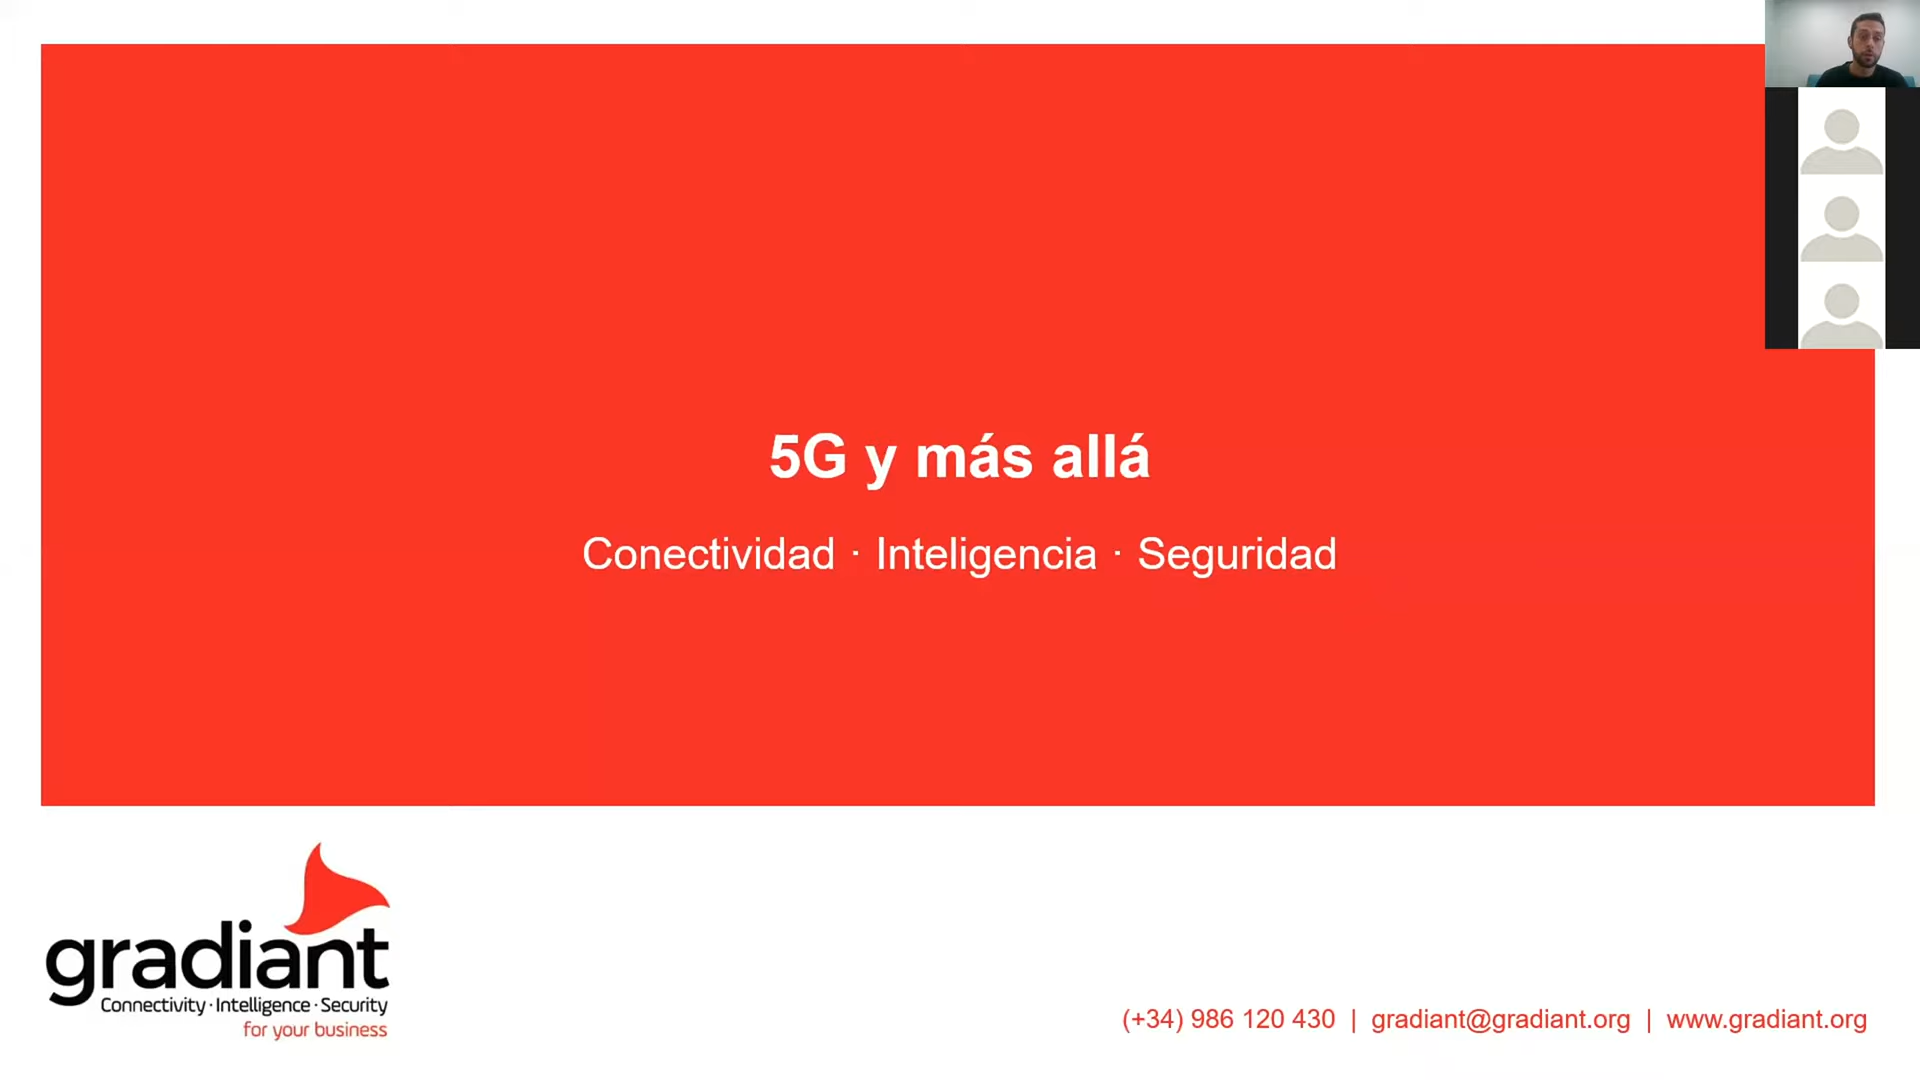 5G y más allá
Conectividad · Inteligencia · Seguridad
gradiant
Connectivity · Intelligence · Security
for your business
(+34) 986 120 430 | gradiant@gradiant.org | www.gradiant.org